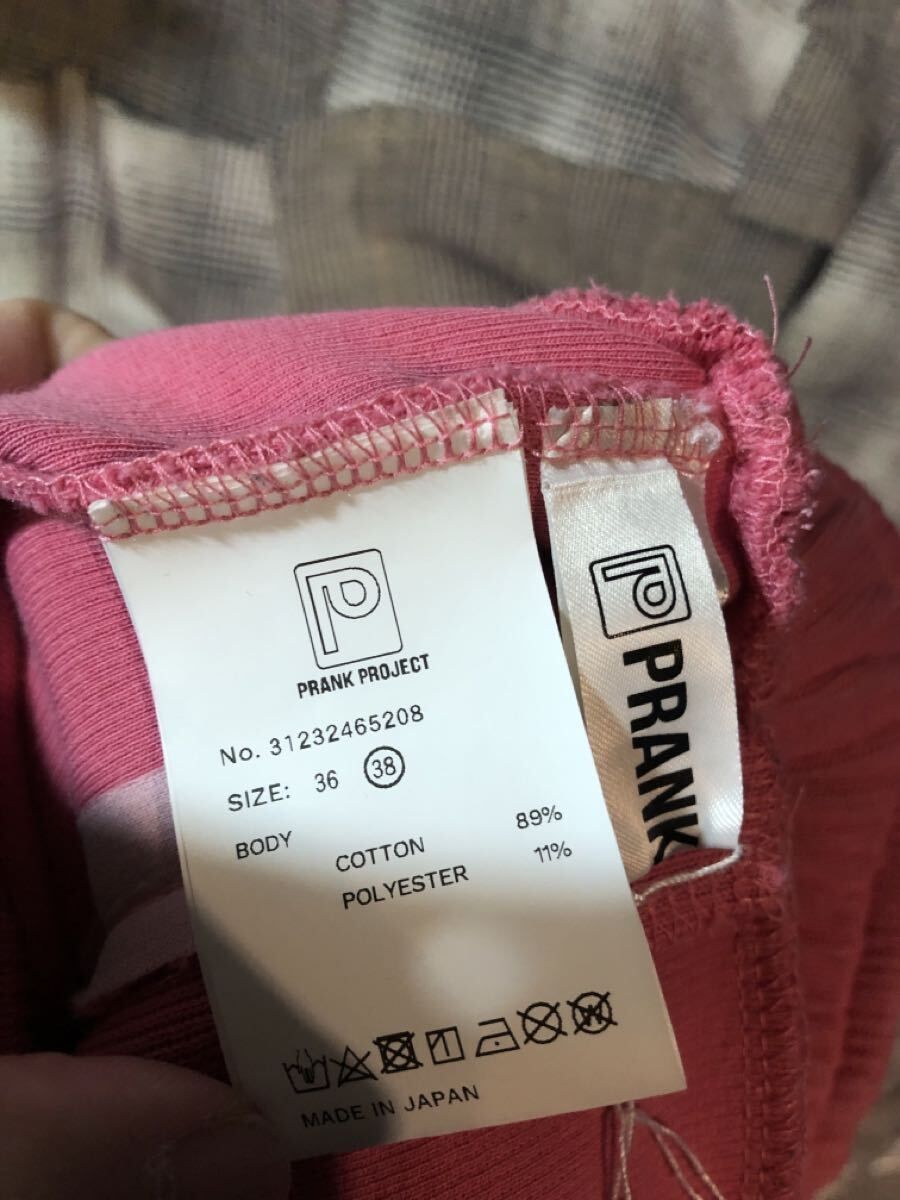 P
PRANK PROJECT
No. 31232465208
SIZE: 36 38
BODY
COTTON 89%
POLYESTER 11%
MADE IN JAPAN
P PRANK